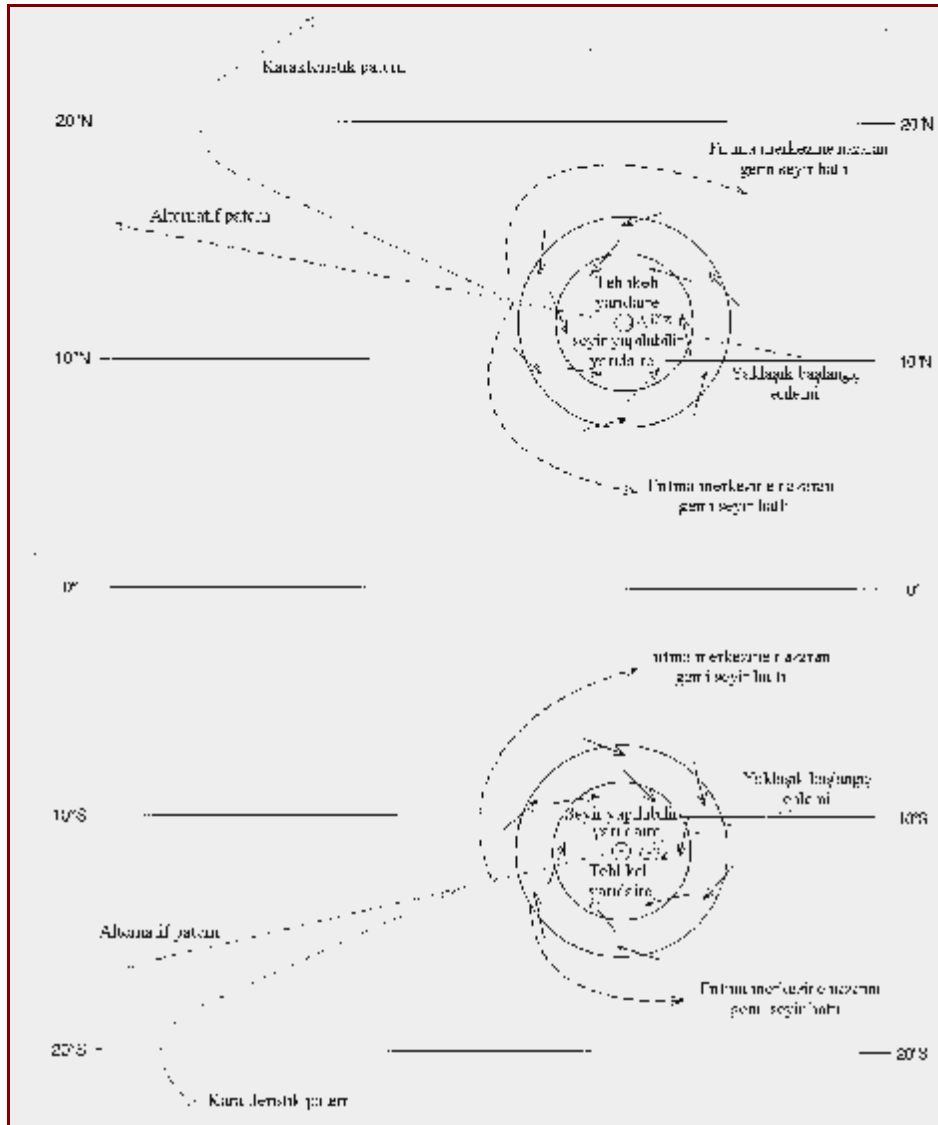 Karakteristik patern
20°N
20°N
Fırtına merkezine nazaran
gemi seyir hattı
Alternatif patern
Tehlikeli
yarıdaire
seyir yapılabilir
yarıdaire
10°N
10°N
Yaklaşık başlangıç
enlemi
Fırtına merkezine nazaran
gemi seyir hattı
0°
0°
Fırtına merkezine nazaran
gemi seyir hattı
Yaklaşık başlangıç
enlemi
10°S
10°S
Seyir yapılabilir
yarıdaire
Tehlikeli
yarıdaire
Alternatif patern
Fırtına merkezine nazaran
gemi seyir hattı
20°S
20°S
Karakteristik patern